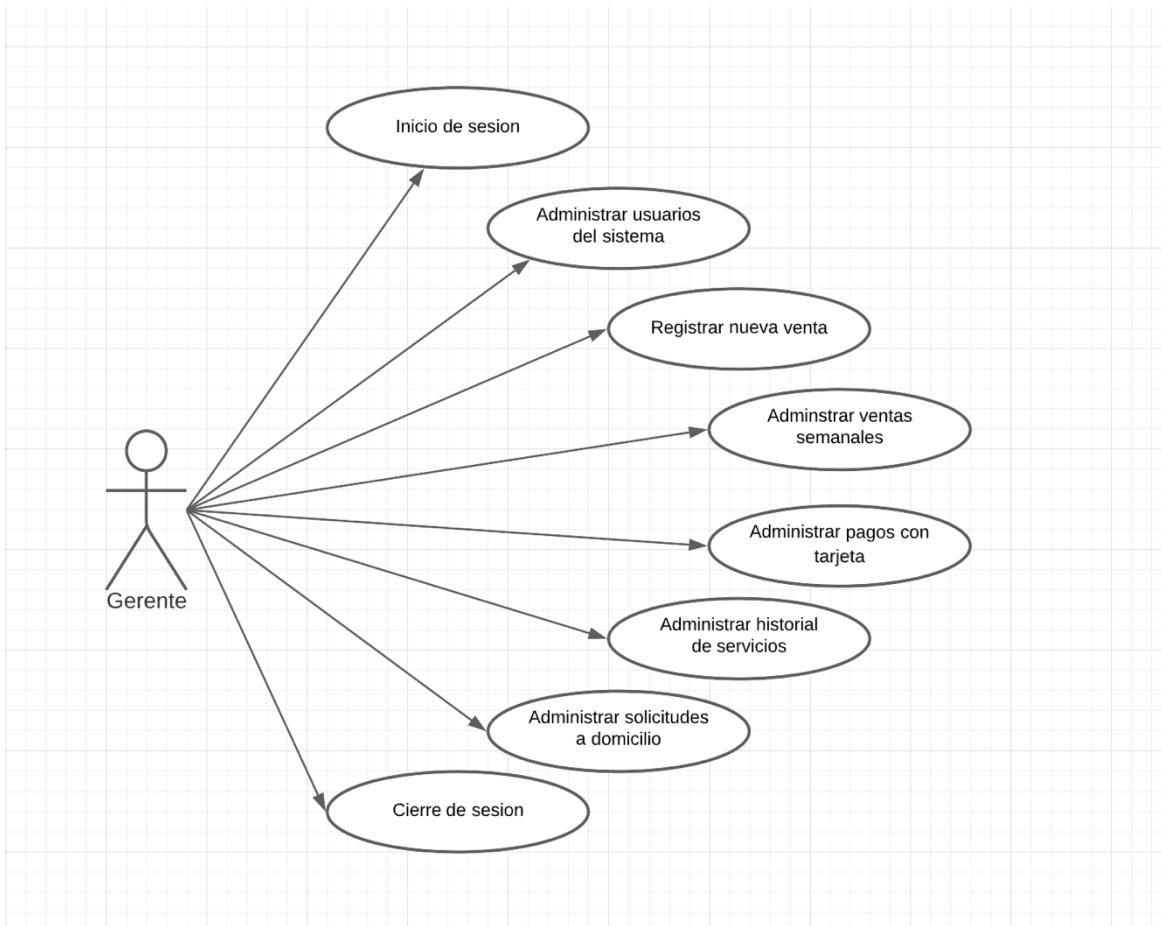 Inicio de sesion
Administrar usuarios
del sistema
Registrar nueva venta
Adminstrar ventas
semanales
Administrar pagos con
tarjeta
Gerente
Administrar historial
de servicios
Administrar solicitudes
a domicilio
Cierre de sesion